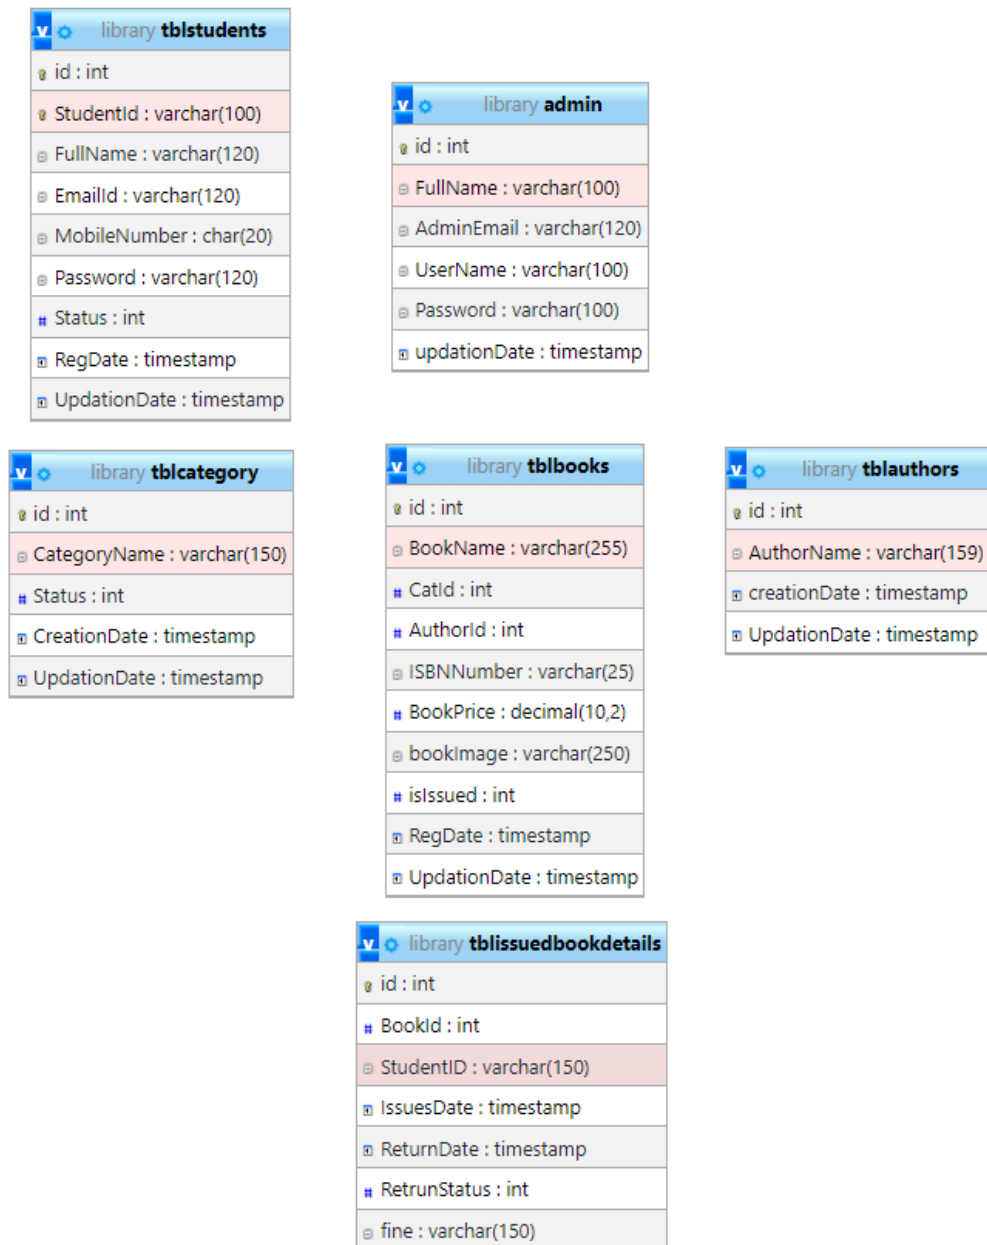 library tblstudents
id : int
StudentId : varchar(100)
FullName : varchar(120)
EmailId : varchar(120)
MobileNumber : char(20)
Password : varchar(120)
Status : int
RegDate : timestamp
UpdationDate : timestamp
library admin
id : int
FullName : varchar(100)
AdminEmail : varchar(120)
UserName : varchar(100)
Password : varchar(100)
updationDate : timestamp
library tblcategory
id : int
CategoryName : varchar(150)
Status : int
CreationDate : timestamp
UpdationDate : timestamp
library tblbooks
id : int
BookName : varchar(255)
CatId : int
AuthorId : int
ISBNNumber : varchar(25)
BookPrice : decimal(10,2)
bookImage : varchar(250)
isIssued : int
RegDate : timestamp
UpdationDate : timestamp
library tblauthors
id : int
AuthorName : varchar(159)
creationDate : timestamp
UpdationDate : timestamp
library tblissuedbookdetails
id : int
BookId : int
StudentID : varchar(150)
IssuesDate : timestamp
ReturnDate : timestamp
RetrunStatus : int
fine : varchar(150)